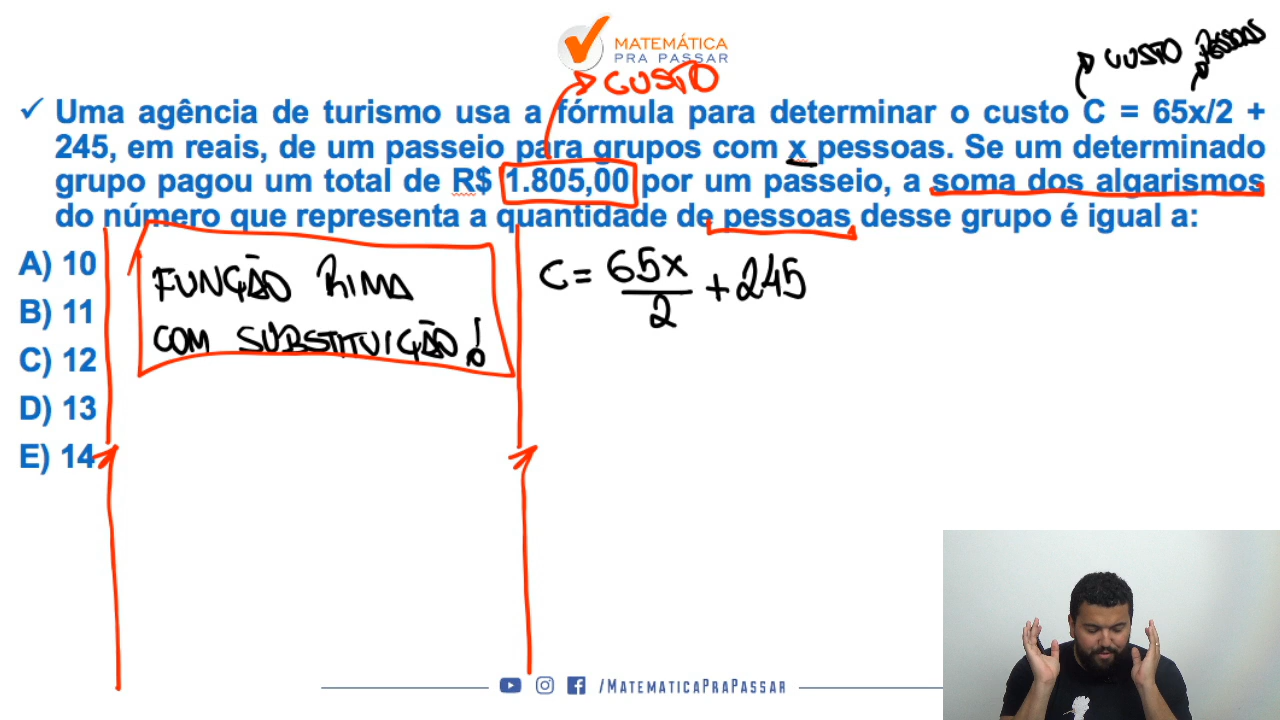 MATEMÁTICA
PRA PASSAR
CUSTO
CUSTO PESSOAS
✓ Uma agência de turismo usa a fórmula para determinar o custo C = 65x/2 +
245, em reais, de um passeio para grupos com x pessoas. Se um determinado
grupo pagou um total de R$ 1.805,00 por um passeio, a soma dos algarismos
do número que representa a quantidade de pessoas desse grupo é igual a:
A) 10
B) 11
C) 12
D) 13
E) 14
FUNÇÃO RIMA
COM SUBSTITUIÇÃO!
C = 65x/2 + 245
/MATEMATICAPRAPASSAR